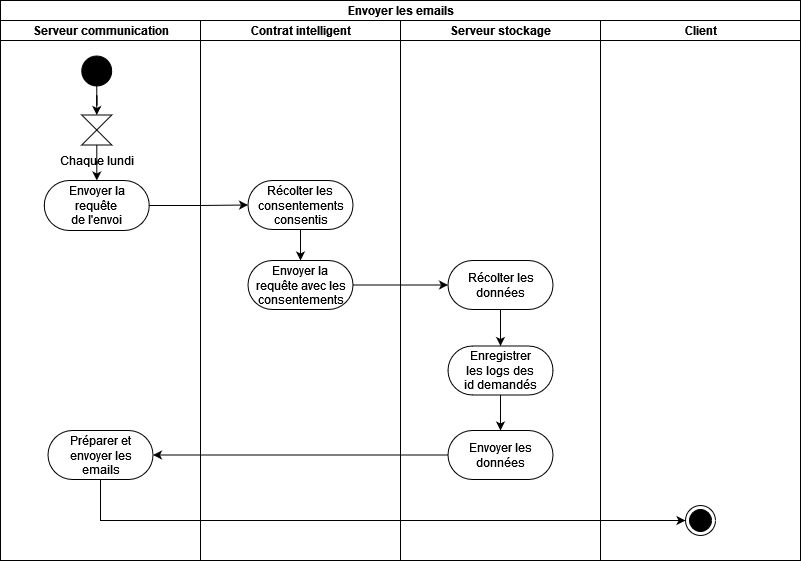 Envoyer les emails
Serveur communication
Contrat intelligent
Serveur stockage
Client
Chaque lundi
Envoyer la
requête
de l'envoi
Récolter les
consentements
consentis
Envoyer la
requête avec les
consentements
Récolter les
données
Enregistrer
les logs des
id demandés
Envoyer les
données
Préparer et
envoyer les
emails